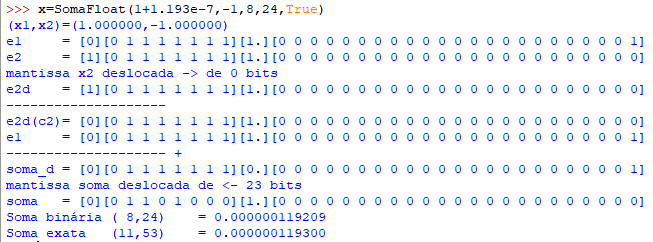 >>> x=SomaFloat(1+1.193e-7,-1,8,24,True)
(x1,x2)=(1.000000,-1.000000)
e1     = [0][0 1 1 1 1 1 1 1][1.][0 0 0 0 0 0 0 0 0 0 0 0 0 0 0 0 0 0 0 0 0 0 1]
e2     = [1][0 1 1 1 1 1 1 1][1.][0 0 0 0 0 0 0 0 0 0 0 0 0 0 0 0 0 0 0 0 0 0 0]
mantissa x2 deslocada -> de 0 bits
e2d    = [1][0 1 1 1 1 1 1 1][1.][0 0 0 0 0 0 0 0 0 0 0 0 0 0 0 0 0 0 0 0 0 0 0]
--------------------
e2d(c2)= [0][0 1 1 1 1 1 1 1][1.][0 0 0 0 0 0 0 0 0 0 0 0 0 0 0 0 0 0 0 0 0 0 0]
e1     = [0][0 1 1 1 1 1 1 1][1.][0 0 0 0 0 0 0 0 0 0 0 0 0 0 0 0 0 0 0 0 0 0 1]
-------------------- +
soma_d = [0][0 1 1 1 1 1 1 1][0.][0 0 0 0 0 0 0 0 0 0 0 0 0 0 0 0 0 0 0 0 0 0 1]
mantissa soma deslocada de <- 23 bits
soma   = [0][0 1 1 0 1 0 0 0][1.][0 0 0 0 0 0 0 0 0 0 0 0 0 0 0 0 0 0 0 0 0 0 0]
Soma binária ( 8,24)    = 0.000000119209
Soma exata   (11,53)    = 0.000000119300